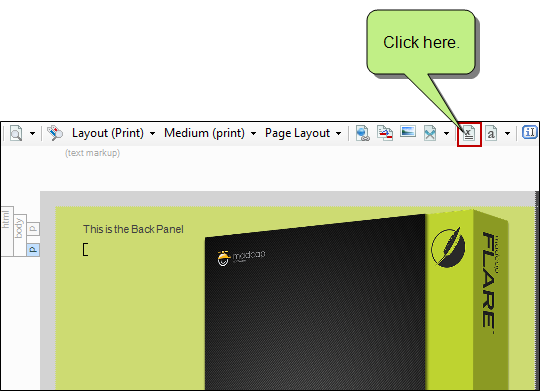 Click here.
Layout (Print) Medium (print) Page Layout
(text markup)
html
body
p
p
This is the Back Panel
madcap
FLARE